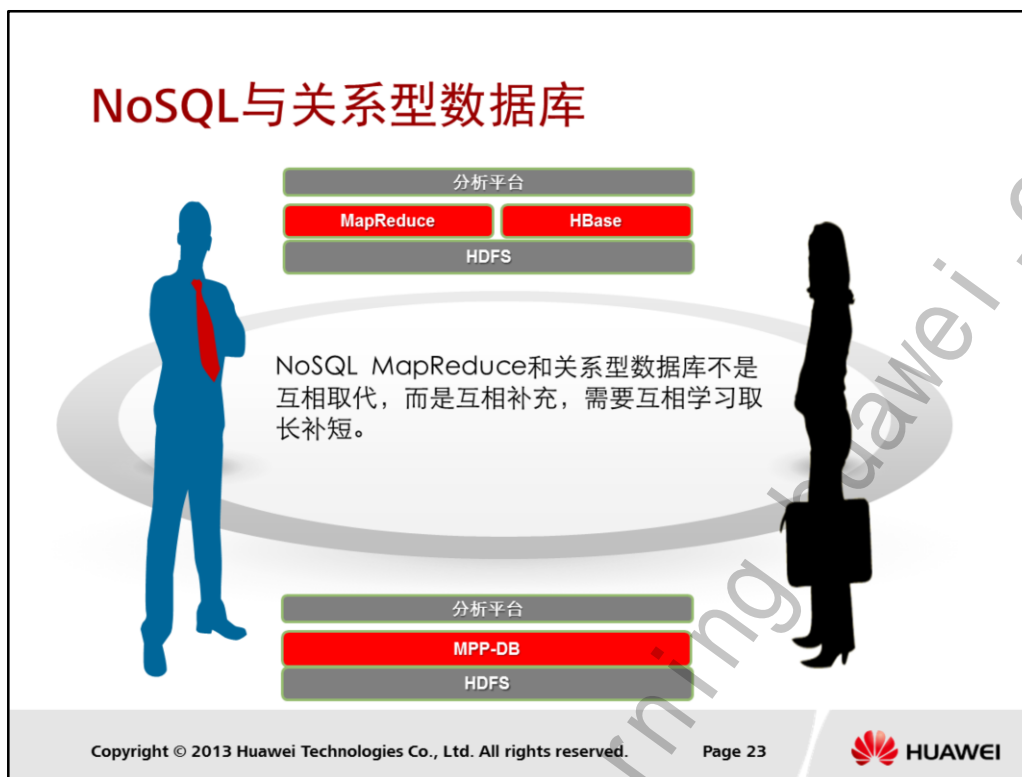 NoSQL与关系型数据库
分析平台
MapReduce HBase
HDFS
NoSQL MapReduce和关系型数据库不是
互相取代，而是互相补充，需要互相学习取
长补短。
分析平台
MPP-DB
HDFS
Copyright © 2013 Huawei Technologies Co., Ltd. All rights reserved. Page 23 HUAWEI